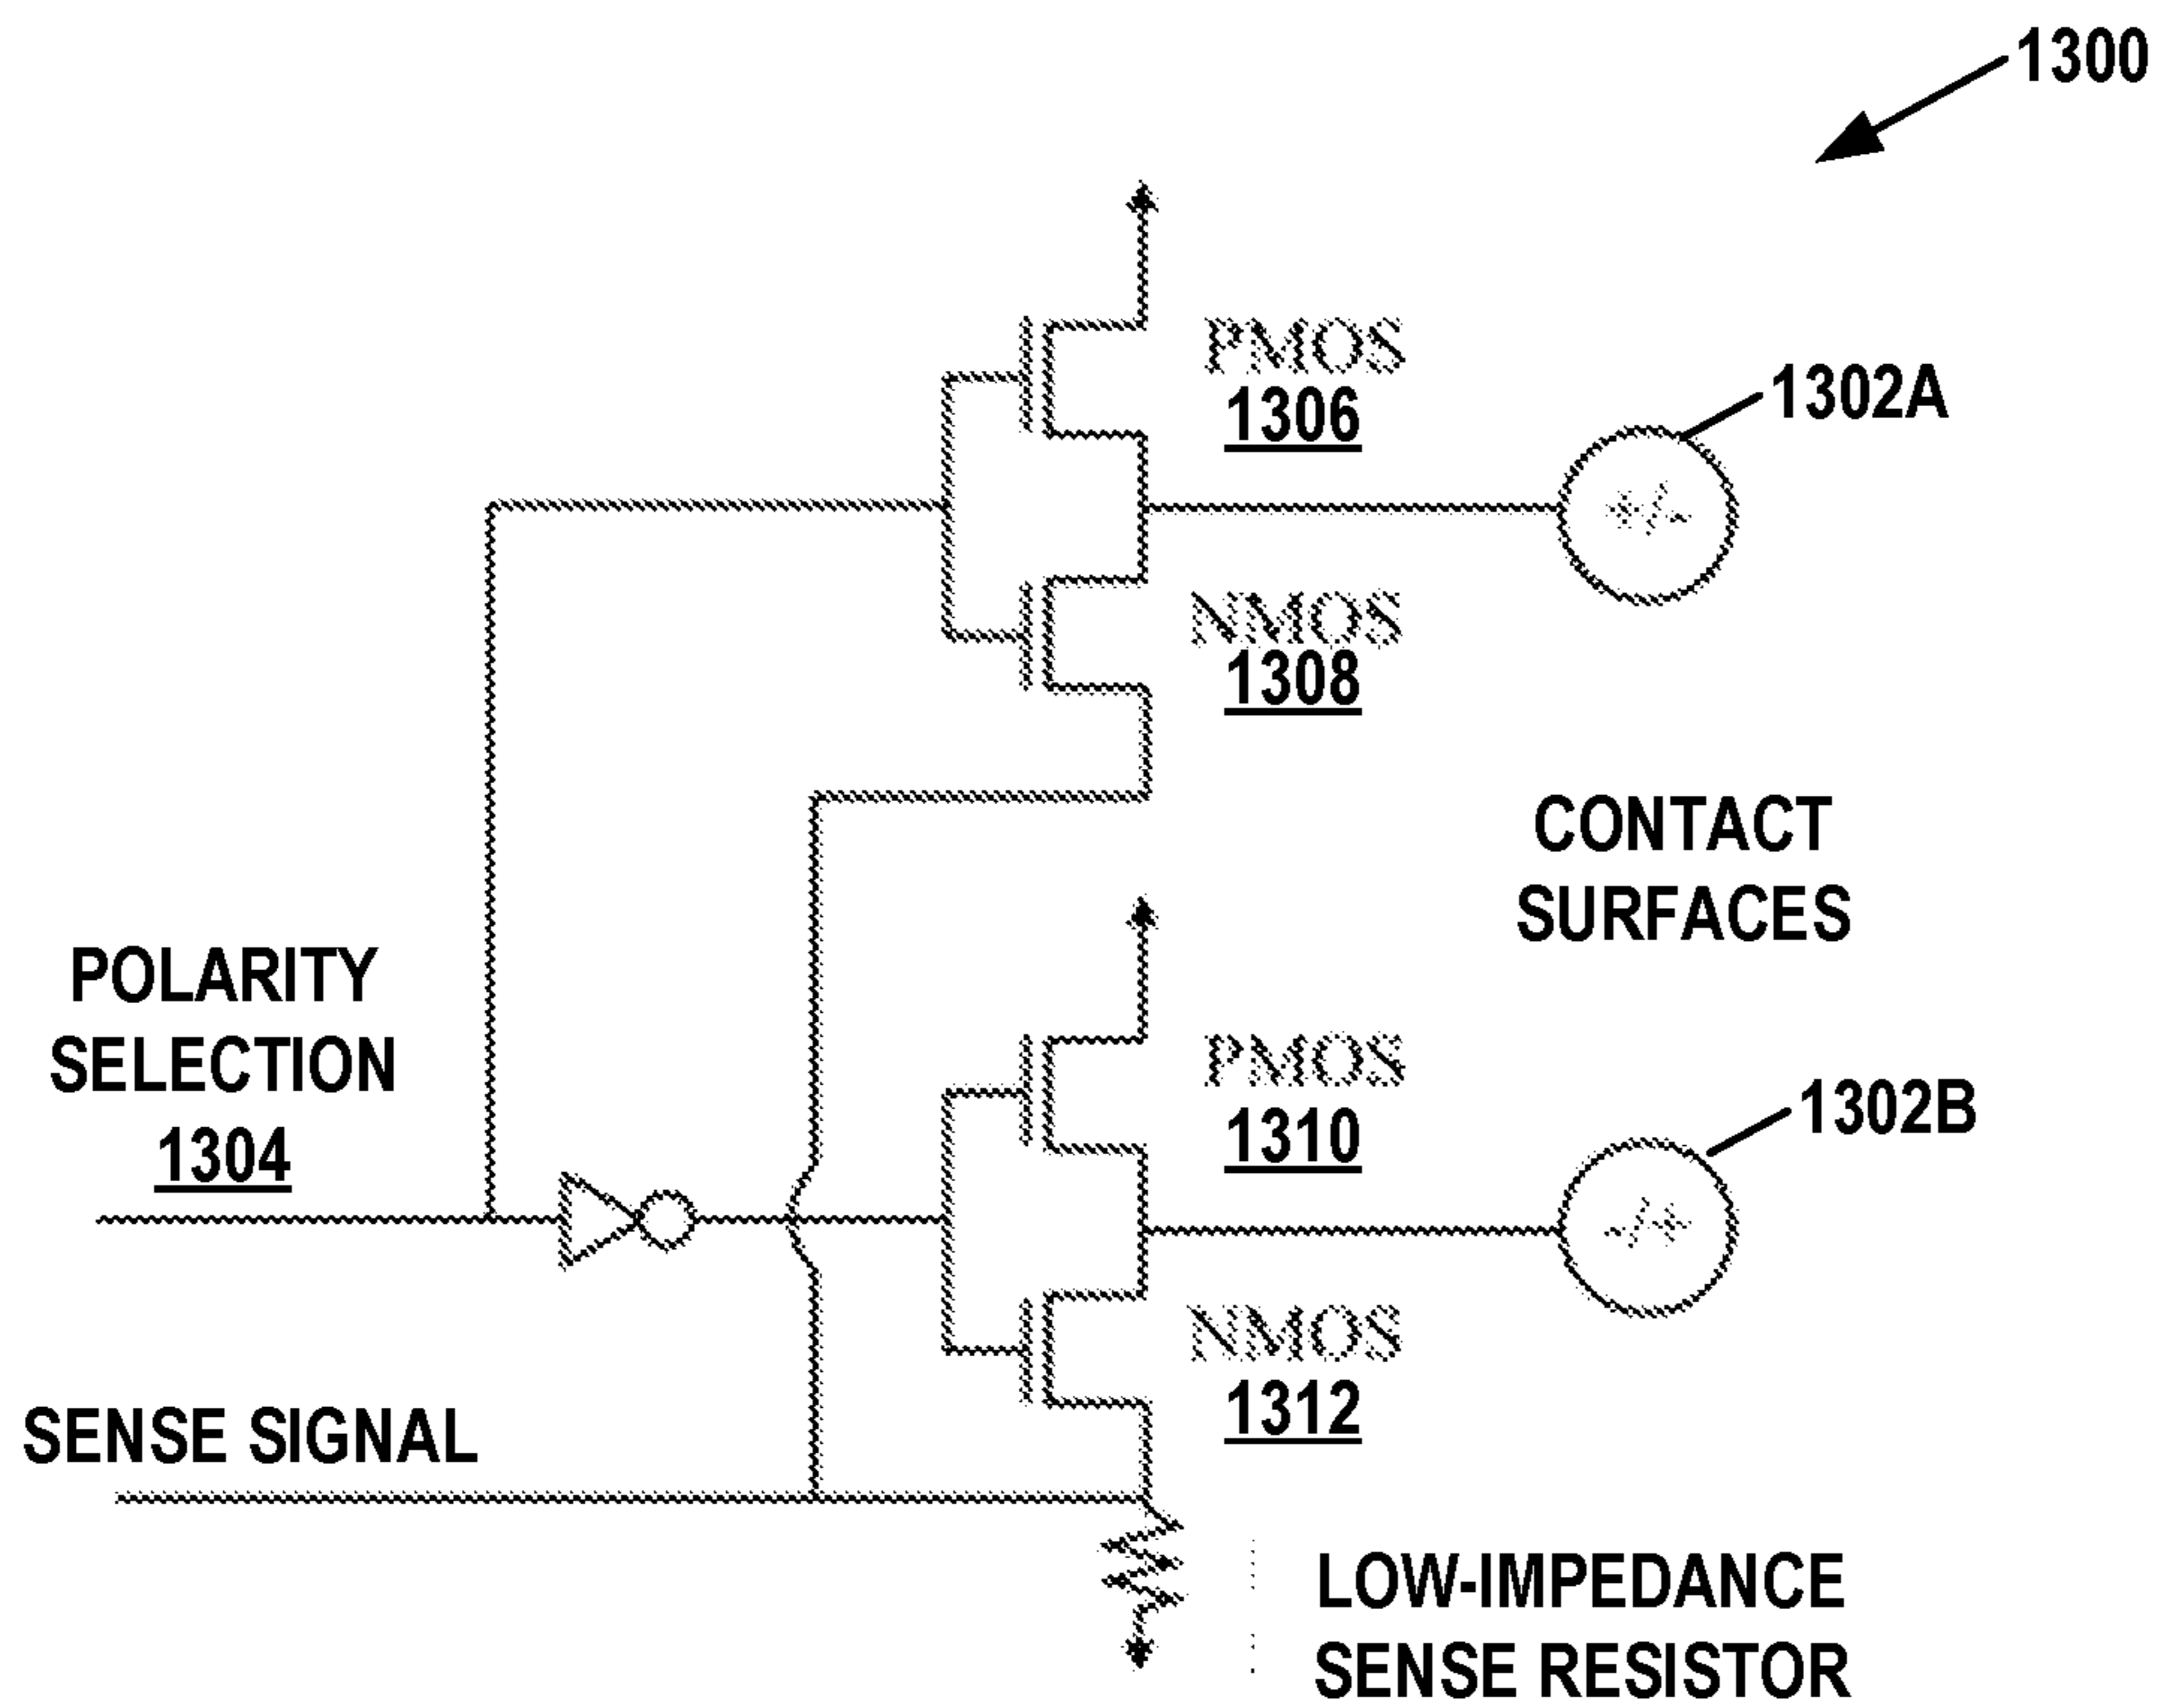 1300
PMOS
1306
1302A
+/-
NMOS
1308
CONTACT
SURFACES
POLARITY
SELECTION
1304
PMOS
1310
1302B
-/+
NMOS
1312
SENSE SIGNAL
LOW-IMPEDANCE
SENSE RESISTOR